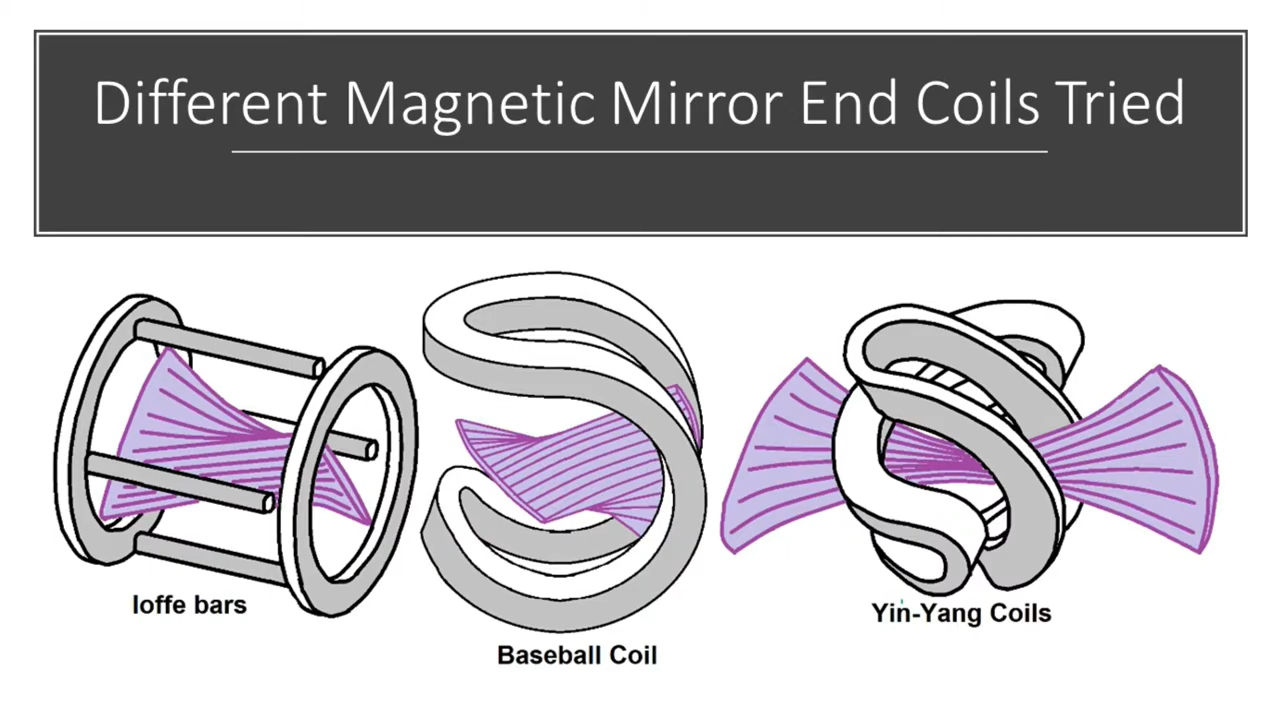 Different Magnetic Mirror End Coils Tried
Ioffe bars
Baseball Coil
Yin-Yang Coils